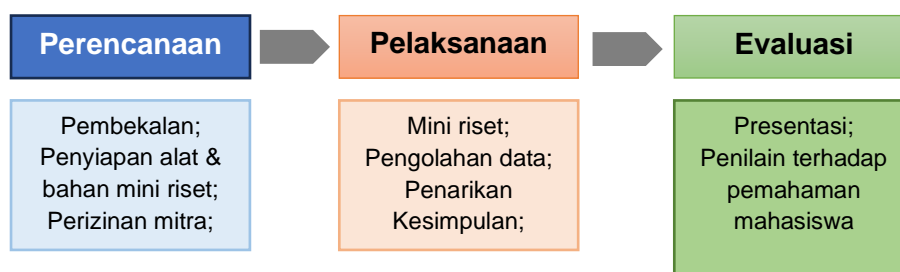 Perencanaan
Pelaksanaan
Evaluasi
Pembekalan;
Penyiapan alat &
bahan mini riset;
Perizinan mitra;
Mini riset;
Pengolahan data;
Penarikan
Kesimpulan;
Presentasi;
Penilain terhadap
pemahaman
mahasiswa